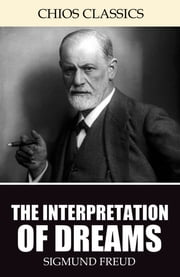 CHIOS CLASSICS
THE INTERPRETATION
OF DREAMS
SIGMUND FREUD